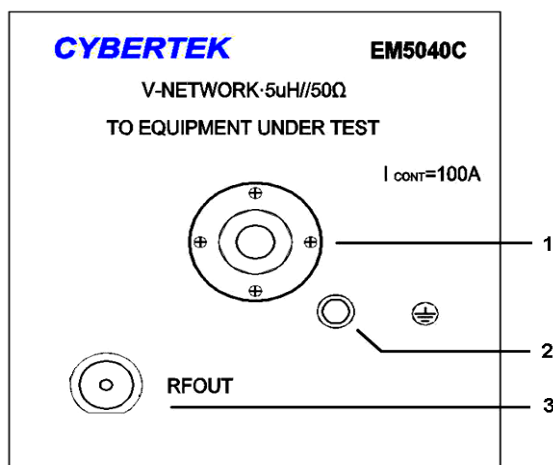 CYBERTEK EM5040C
V-NETWORK·5uH//50Ω
TO EQUIPMENT UNDER TEST
I CONT=100A
1
2
RFOUT
3